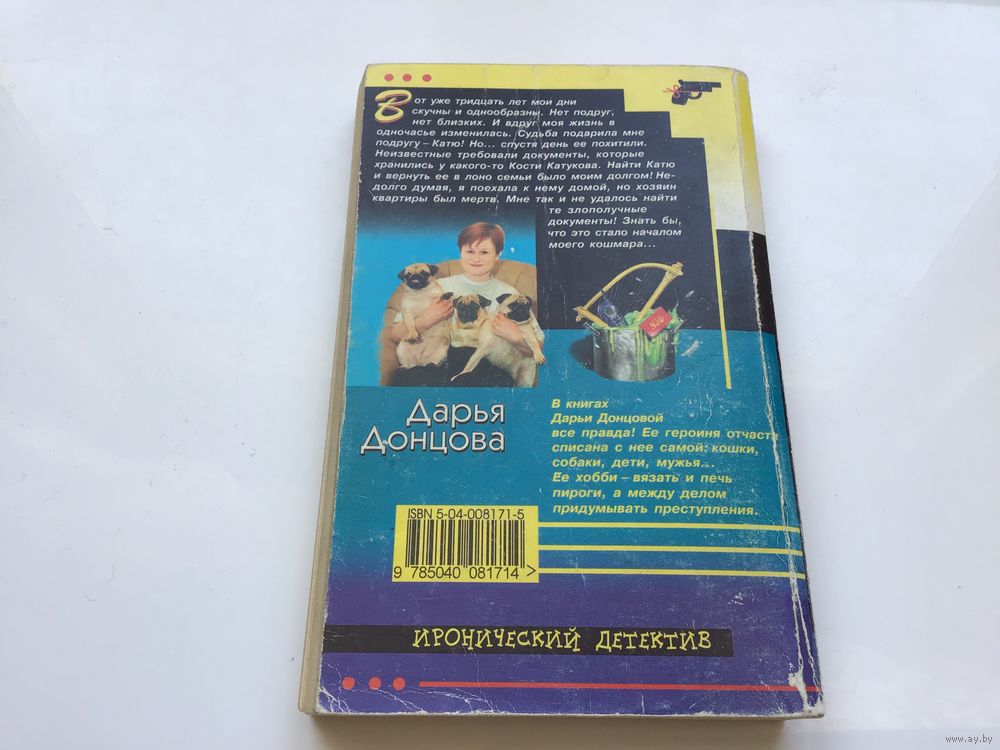 Вот уже тридцать лет мои дни
скучны и однообразны. Нет подруг,
нет близких. И вдруг моя жизнь в
одночасье изменилась. Судьба подарила мне
подругу – Катю! Но... спустя день ее похитили.
Неизвестные требовали документы, которые
хранились у какого-то Кости Катукова. Найти Катю
и вернуть ее в лоно семьи было моим долгом! Не-
долго думая, я поехала к нему домой, но хозяин
квартиры был мертв. Мне так и не удалось найти
те злополучные
документы! Знать бы,
что это стало началом
моего кошмара...
Дарья
Донцова
В книгах
Дарьи Донцовой
все правда! Ее героиня отчасти
списана с нее самой: кошки,
собаки, дети, мужья...
Ее хобби – вязать и печь
пироги, а между делом
придумывать преступления.
ISBN 5-04-008171-5
9 785040 081714 >
ИРОНИЧЕСКИЙ ДЕТЕКТИВ
www.ay.by